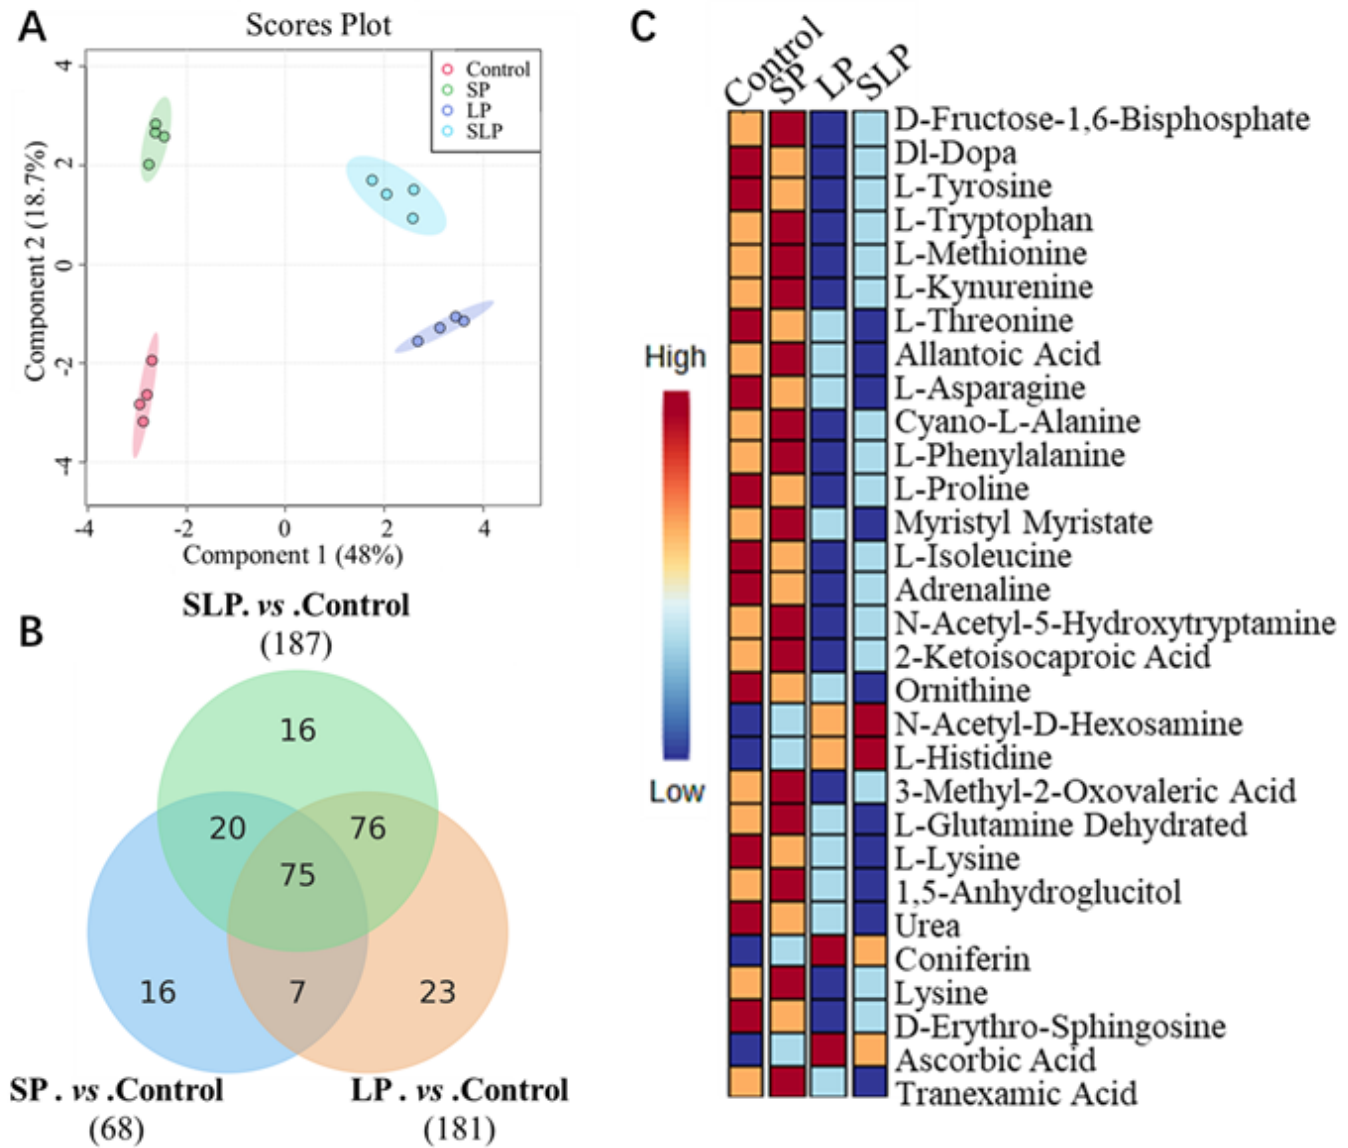 A
Scores Plot
Control
SP
LP
SLP
4
2
0
-2
-4
Component 2 (18.7%)
-4
-2
0
2
4
Component 1 (48%)
B
SLP. vs .Control
(187)
16
20
76
75
16
7
23
SP . vs .Control
(68)
LP . vs .Control
(181)
C
Control
SP
LP
SLP
High
Low
D-Fructose-1,6-Bisphosphate
Dl-Dopa
L-Tyrosine
L-Tryptophan
L-Methionine
L-Kynurenine
L-Threonine
Allantoic Acid
L-Asparagine
Cyano-L-Alanine
L-Phenylalanine
L-Proline
Myristyl Myristate
L-Isoleucine
Adrenaline
N-Acetyl-5-Hydroxytryptamine
2-Ketoisocaproic Acid
Ornithine
N-Acetyl-D-Hexosamine
L-Histidine
3-Methyl-2-Oxovaleric Acid
L-Glutamine Dehydrated
L-Lysine
1,5-Anhydroglucitol
Urea
Coniferin
Lysine
D-Erythro-Sphingosine
Ascorbic Acid
Tranexamic Acid